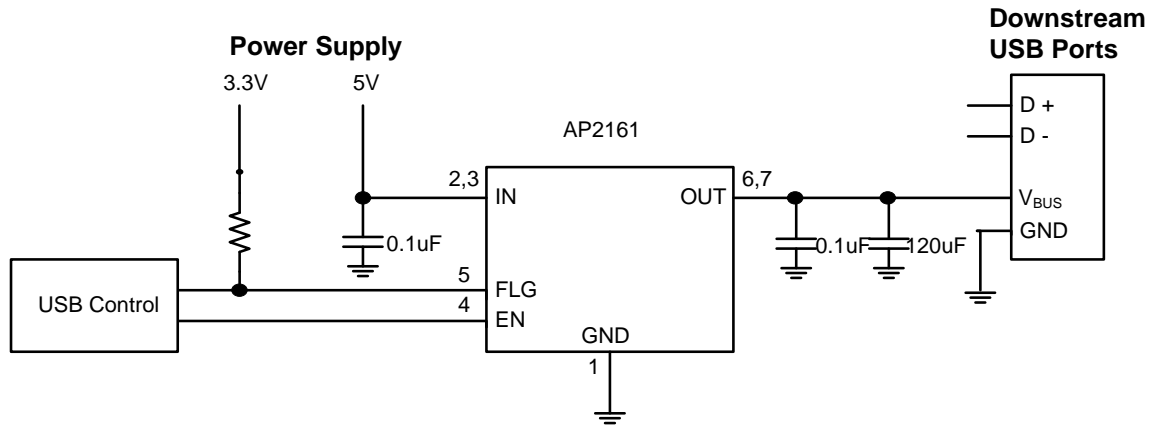 Downstream
USB Ports
Power Supply
3.3V 5V
D +
D -
AP2161
2,3 IN OUT 6,7
V_BUS
GND
0.1uF 0.1uF 120uF
USB Control
5 FLG
4 EN
GND
1